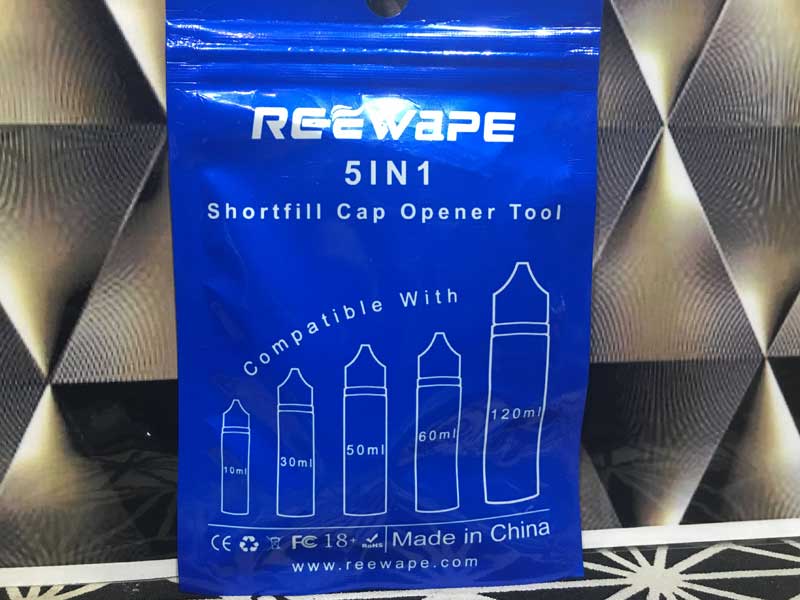 REEWAPE
5IN1
Shortfill Cap Opener Tool
Compatible With
10ml 30ml 50ml 60ml 120ml
CE FC 18+ RoHS Made in China
www.reewape.com